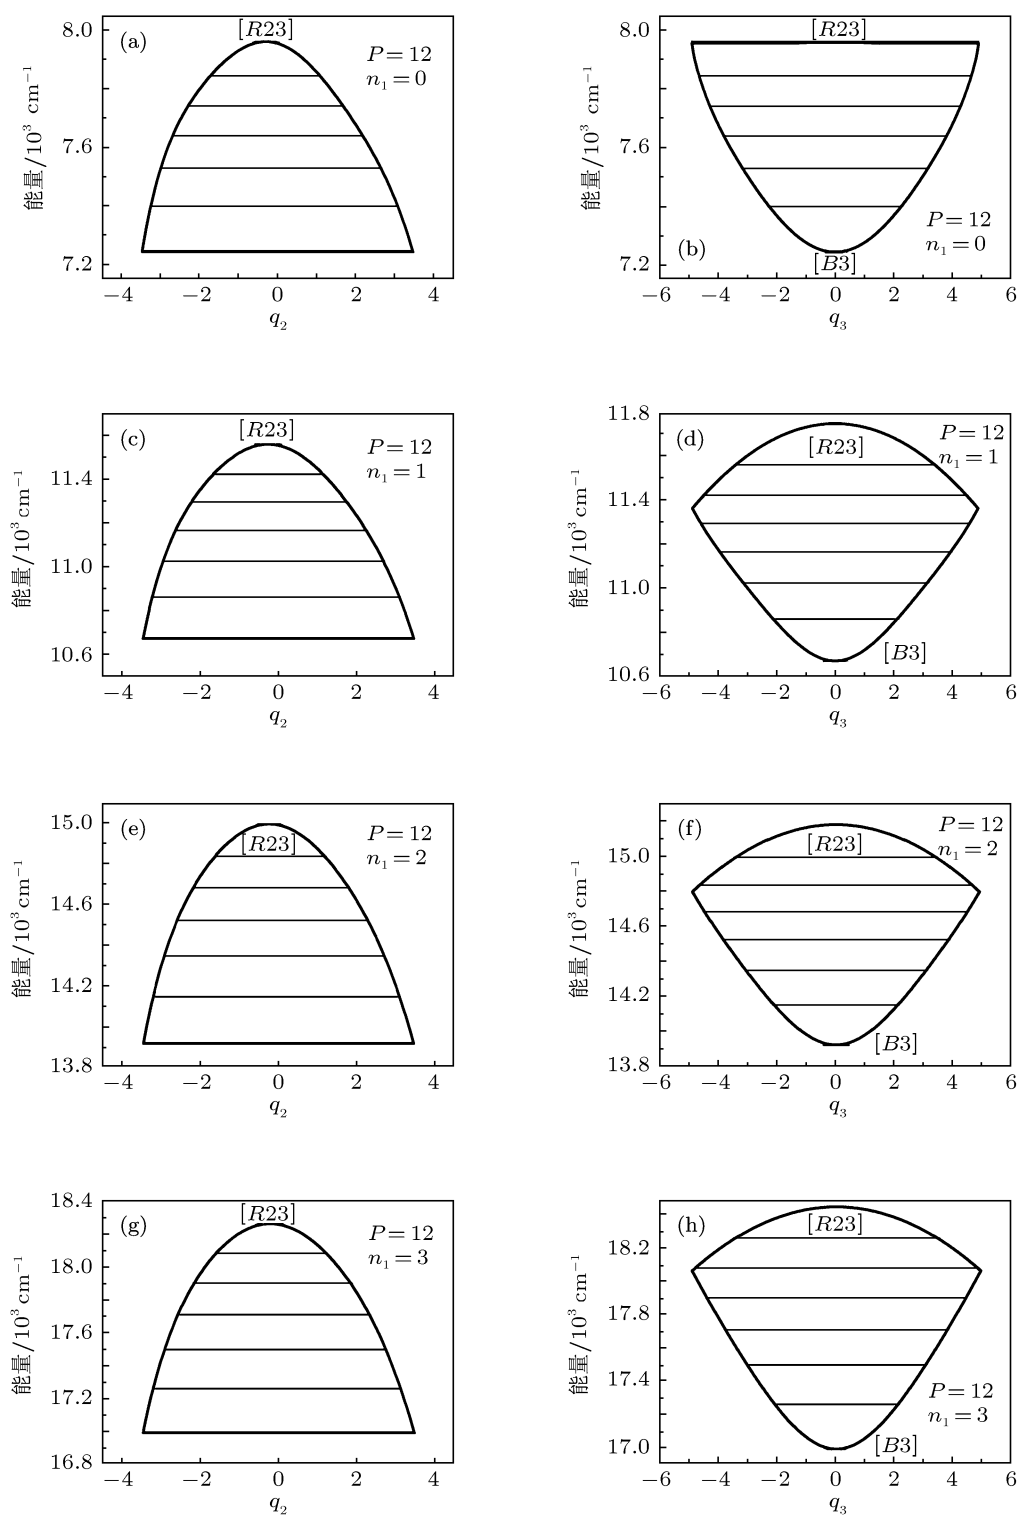 (a)
[R23]
P = 12
n₁ = 0
8.0
7.6
7.2
能量/10³ cm⁻¹
−4 −2 0 2 4
q₂
(b)
[R23]
P = 12
n₁ = 0
[B3]
8.0
7.6
7.2
能量/10³ cm⁻¹
−6 −4 −2 0 2 4 6
q₃
(c)
[R23]
P = 12
n₁ = 1
11.4
11.0
10.6
能量/10³ cm⁻¹
−4 −2 0 2 4
q₂
(d)
[R23]
P = 12
n₁ = 1
[B3]
11.8
11.4
11.0
10.6
能量/10³ cm⁻¹
−6 −4 −2 0 2 4 6
q₃
(e)
[R23]
P = 12
n₁ = 2
15.0
14.6
14.2
13.8
能量/10³ cm⁻¹
−4 −2 0 2 4
q₂
(f)
[R23]
P = 12
n₁ = 2
[B3]
15.0
14.6
14.2
13.8
能量/10³ cm⁻¹
−6 −4 −2 0 2 4 6
q₃
(g)
[R23]
P = 12
n₁ = 3
18.4
18.0
17.6
17.2
16.8
能量/10³ cm⁻¹
−4 −2 0 2 4
q₂
(h)
[R23]
P = 12
n₁ = 3
[B3]
18.2
17.8
17.4
17.0
能量/10³ cm⁻¹
−6 −4 −2 0 2 4 6
q₃